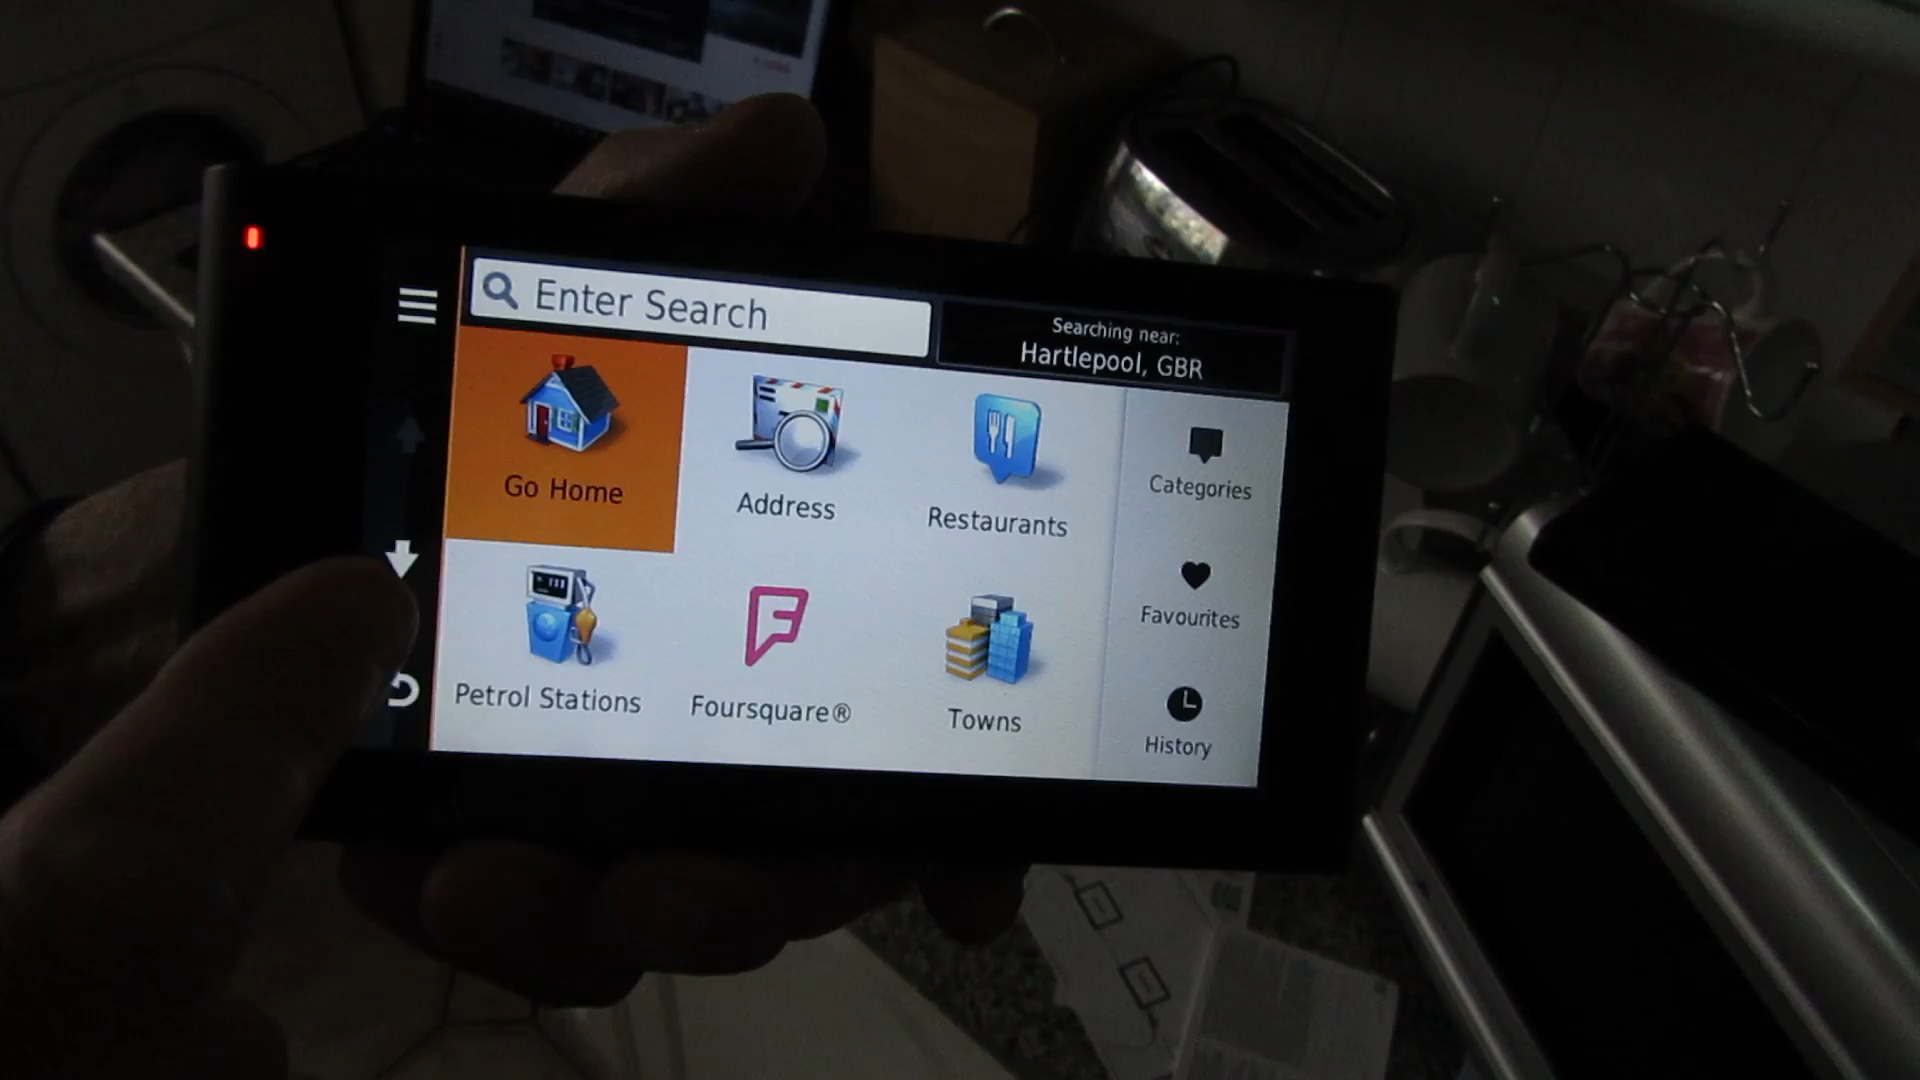 Enter Search
Searching near:
Hartlepool, GBR
Go Home
Address
Restaurants
Categories
Petrol Stations
Foursquare®
Towns
Favourites
History